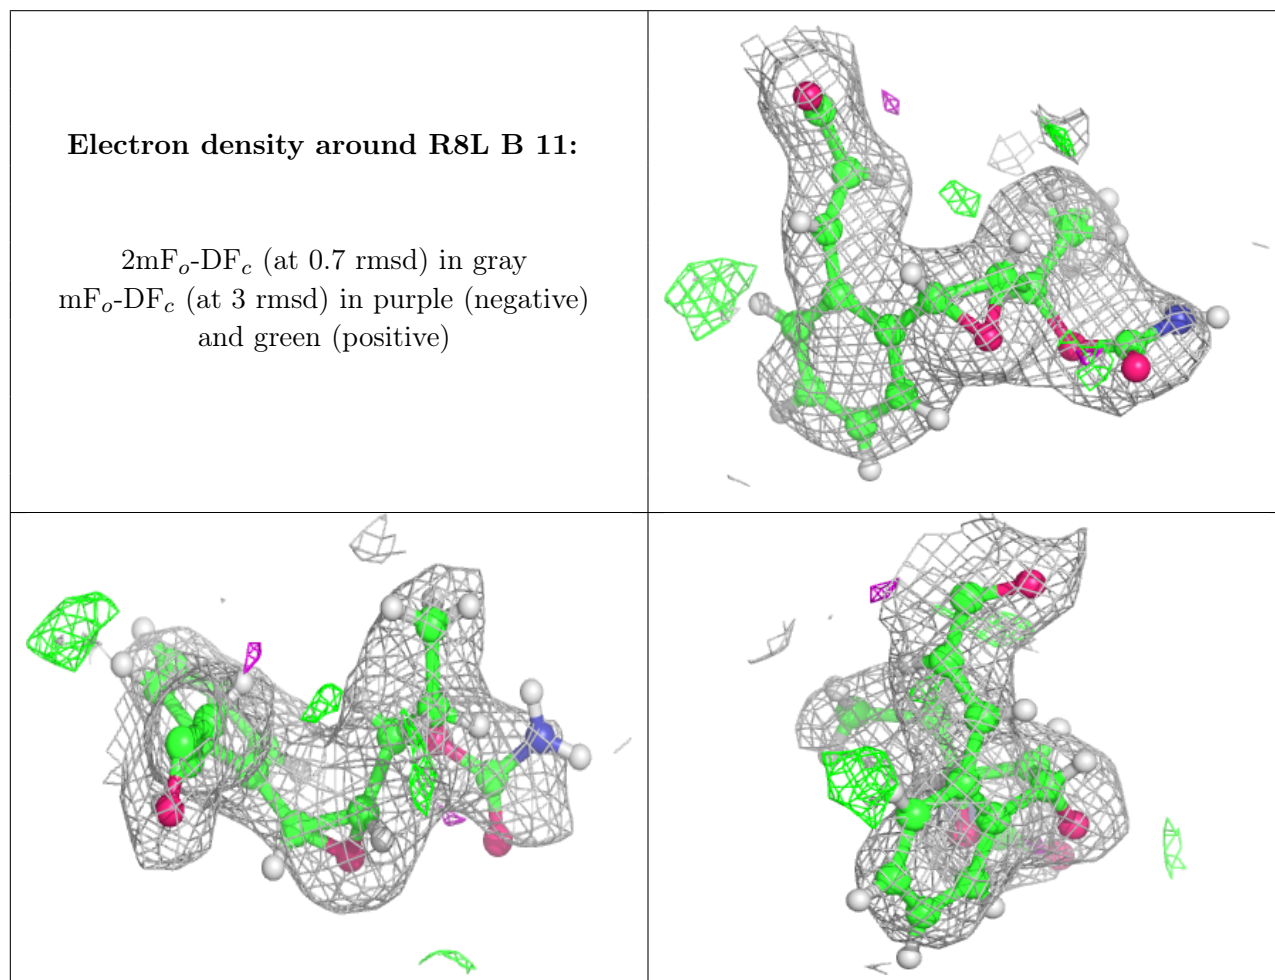 Electron density around R8L B 11:
2mFo-DFc (at 0.7 rmsd) in gray
mFo-DFc (at 3 rmsd) in purple (negative)
and green (positive)